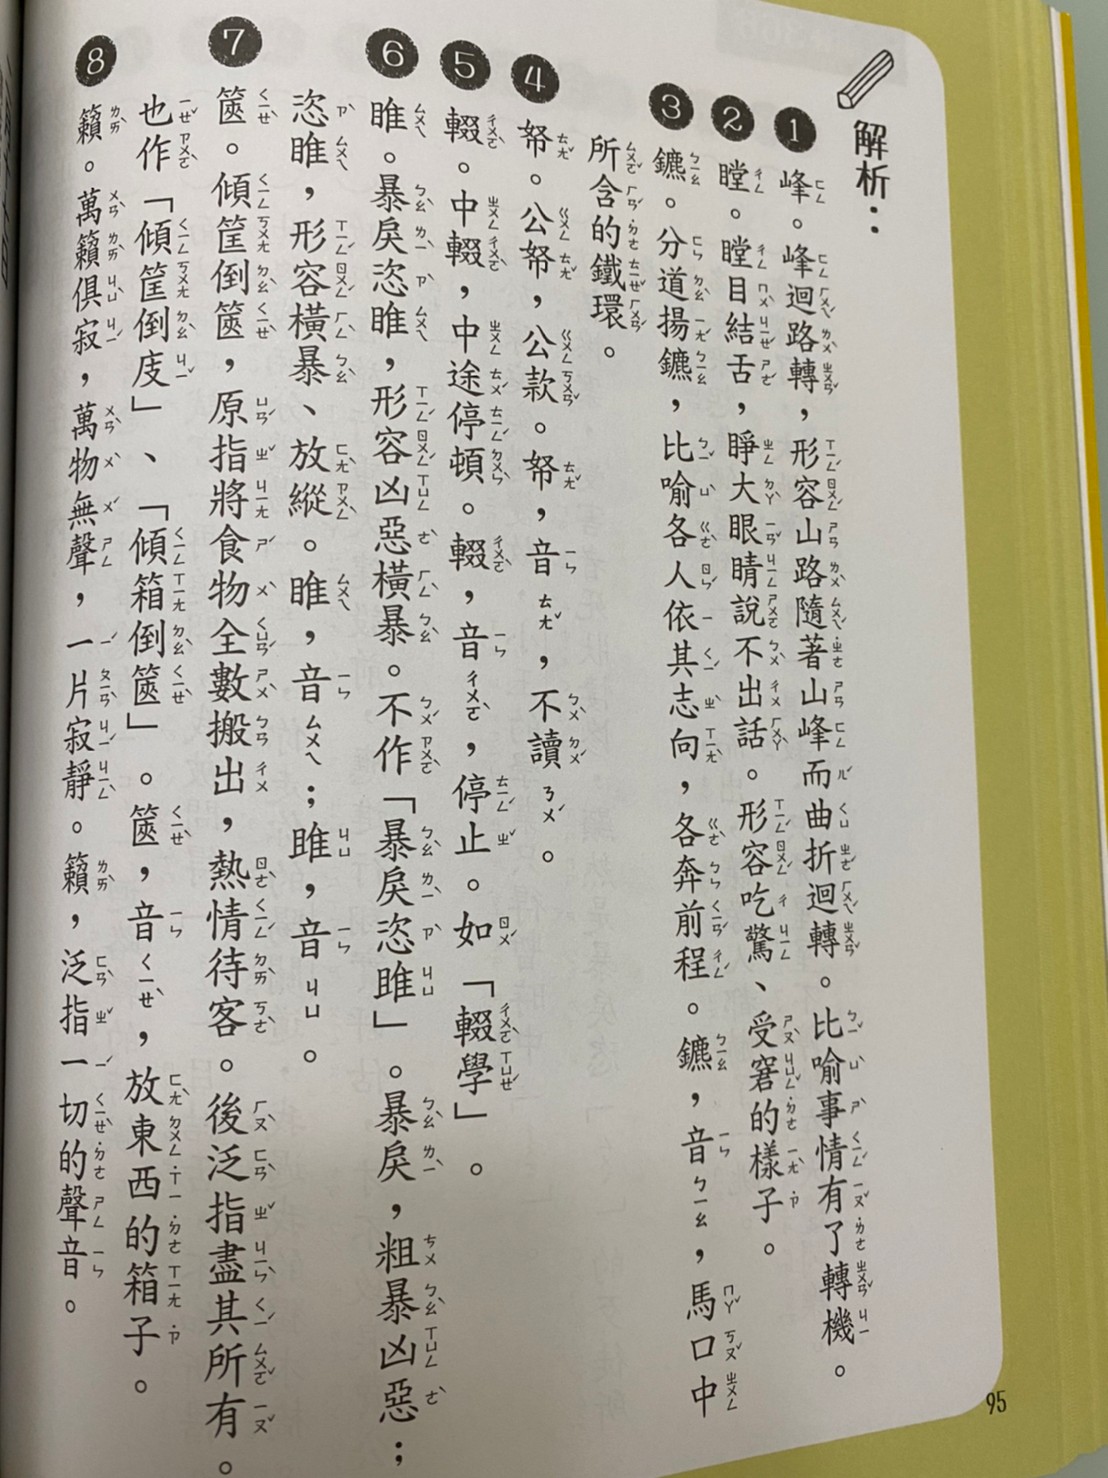 解析：
1 峰。峰迴路轉，形容山路隨著山峰而曲折迴轉。比喻事情有了轉機。
2 瞠。瞠目結舌，睜大眼睛說不出話。形容吃驚、受窘的樣子。
3 鑣。分道揚鑣，比喻各人依其志向，各奔前程。鑣，音ㄅㄧㄠ，馬口中
所含的鐵環。
4 帑。公帑，公款。帑，音ㄊㄤˇ，不讀ㄋㄨˊ。
5 輟。中輟，中途停頓。輟，音ㄔㄨㄛˋ，停止。如「輟學」。
6 睢。暴戾恣睢，形容凶惡橫暴。不作「暴戾恣雎」。暴戾，粗暴凶惡；
恣睢，形容橫暴、放縱。睢，音ㄙㄨㄟ；雎，音ㄐㄩ。
7 篋。傾筐倒篋，原指將食物全數搬出，熱情待客。後泛指盡其所有。
也作「傾筐倒庋」、「傾箱倒篋」。篋，音ㄑㄧㄝˋ，放東西的箱子。
8 籟。萬籟俱寂，萬物無聲，一片寂靜。籟，泛指一切的聲音。
95